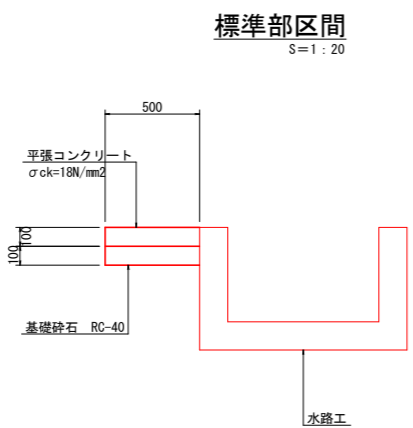 標準部区間
S=1:20
500
平張コンクリート
σck=18N/mm2
100
100
基礎砕石 RC-40
水路工